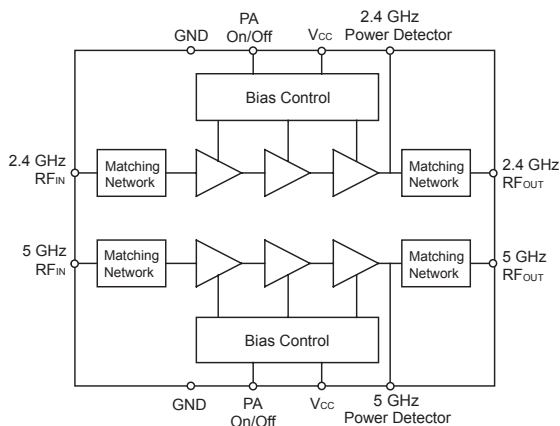 GND
PA
On/Off
VCC
2.4 GHz
Power Detector
Bias Control
2.4 GHz
RFIN
Matching
Network
Matching
Network
2.4 GHz
RFOUT
5 GHz
RFIN
Matching
Network
Matching
Network
5 GHz
RFOUT
Bias Control
GND
PA
On/Off
VCC
5 GHz
Power Detector